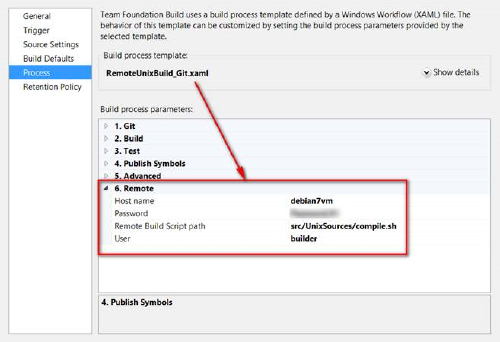 General
Trigger
Source Settings
Build Defaults
Process
Retention Policy
Team Foundation Build uses a build process template defined by a Windows Workflow (XAML) file. The
behavior of this template can be customized by setting the build process parameters provided by the
selected template.
Build process template:
RemoteUnixBuild_Git.xaml
Show details
Build process parameters:
1. Git
2. Build
3. Test
4. Publish Symbols
5. Advanced
6. Remote
Host name debian7vm
Password
Remote Build Script path src/UnixSources/compile.sh
User builder
4. Publish Symbols